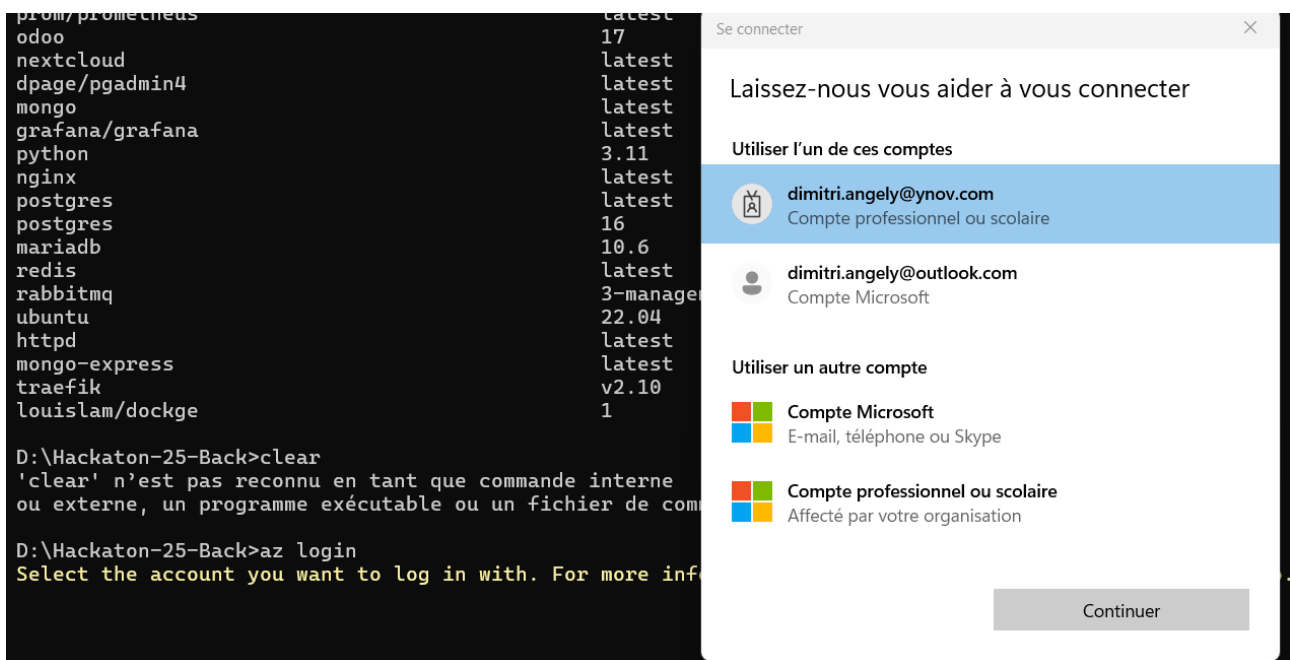 prom/prometheus latest
odoo 17
nextcloud latest
dpage/pgadmin4 latest
mongo latest
grafana/grafana latest
python 3.11
nginx latest
postgres latest
postgres 16
mariadb 10.6
redis latest
rabbitmq 3-manage
ubuntu 22.04
httpd latest
mongo-express latest
traefik v2.10
louislam/dockge 1
D:\Hackaton-25-Back>clear
'clear' n’est pas reconnu en tant que commande interne
ou externe, un programme exécutable ou un fichier de com
D:\Hackaton-25-Back>az login
Select the account you want to log in with. For more inf
Se connecter
Laissez-nous vous aider à vous connecter
Utiliser l’un de ces comptes
dimitri.angely@ynov.com
Compte professionnel ou scolaire
dimitri.angely@outlook.com
Compte Microsoft
Utiliser un autre compte
Compte Microsoft
E-mail, téléphone ou Skype
Compte professionnel ou scolaire
Affecté par votre organisation
Continuer